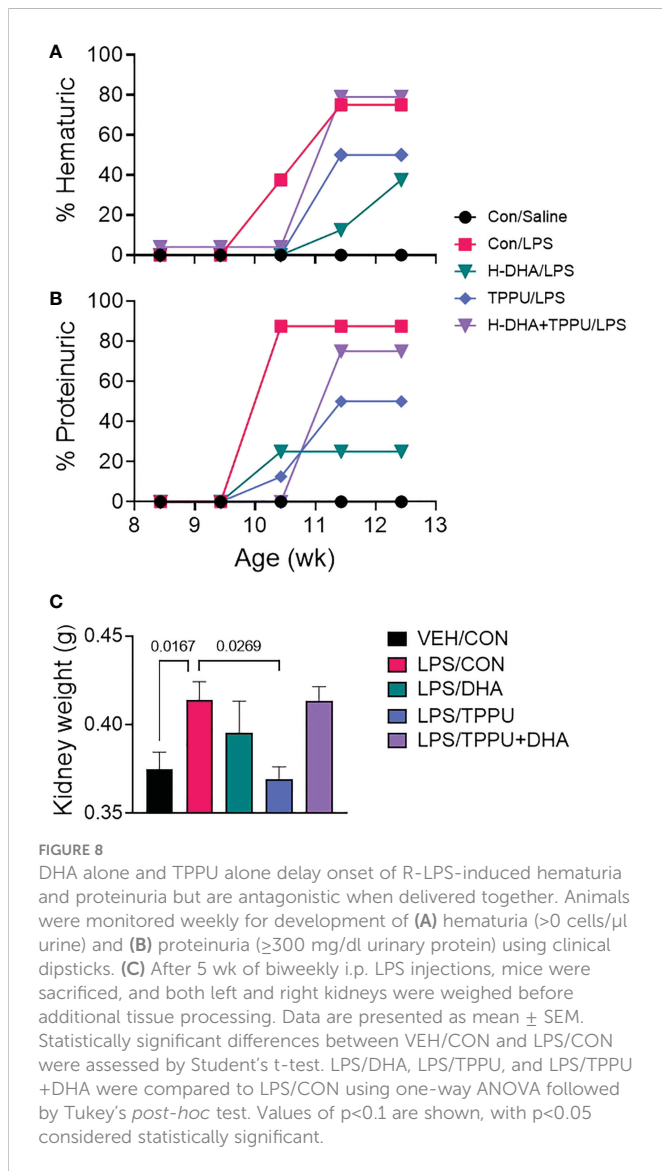 A
% Hematuric
100
80
60
40
20
0
Con/Saline
Con/LPS
H-DHA/LPS
TPPU/LPS
H-DHA+TPPU/LPS
B
% Proteinuric
100
80
60
40
20
0
8 9 10 11 12 13
Age (wk)
C
Kidney weight (g)
0.45
0.40
0.35
0.0167
0.0269
VEH/CON
LPS/CON
LPS/DHA
LPS/TPPU
LPS/TPPU+DHA
FIGURE 8
DHA alone and TPPU alone delay onset of R-LPS-induced hematuria
and proteinuria but are antagonistic when delivered together. Animals
were monitored weekly for development of (A) hematuria (>0 cells/µl
urine) and (B) proteinuria (≥300 mg/dl urinary protein) using clinical
dipsticks. (C) After 5 wk of biweekly i.p. LPS injections, mice were
sacrificed, and both left and right kidneys were weighed before
additional tissue processing. Data are presented as mean ± SEM.
Statistically significant differences between VEH/CON and LPS/CON
were assessed by Student’s t-test. LPS/DHA, LPS/TPPU, and LPS/TPPU
+DHA were compared to LPS/CON using one-way ANOVA followed
by Tukey’s post-hoc test. Values of p<0.1 are shown, with p<0.05
considered statistically significant.